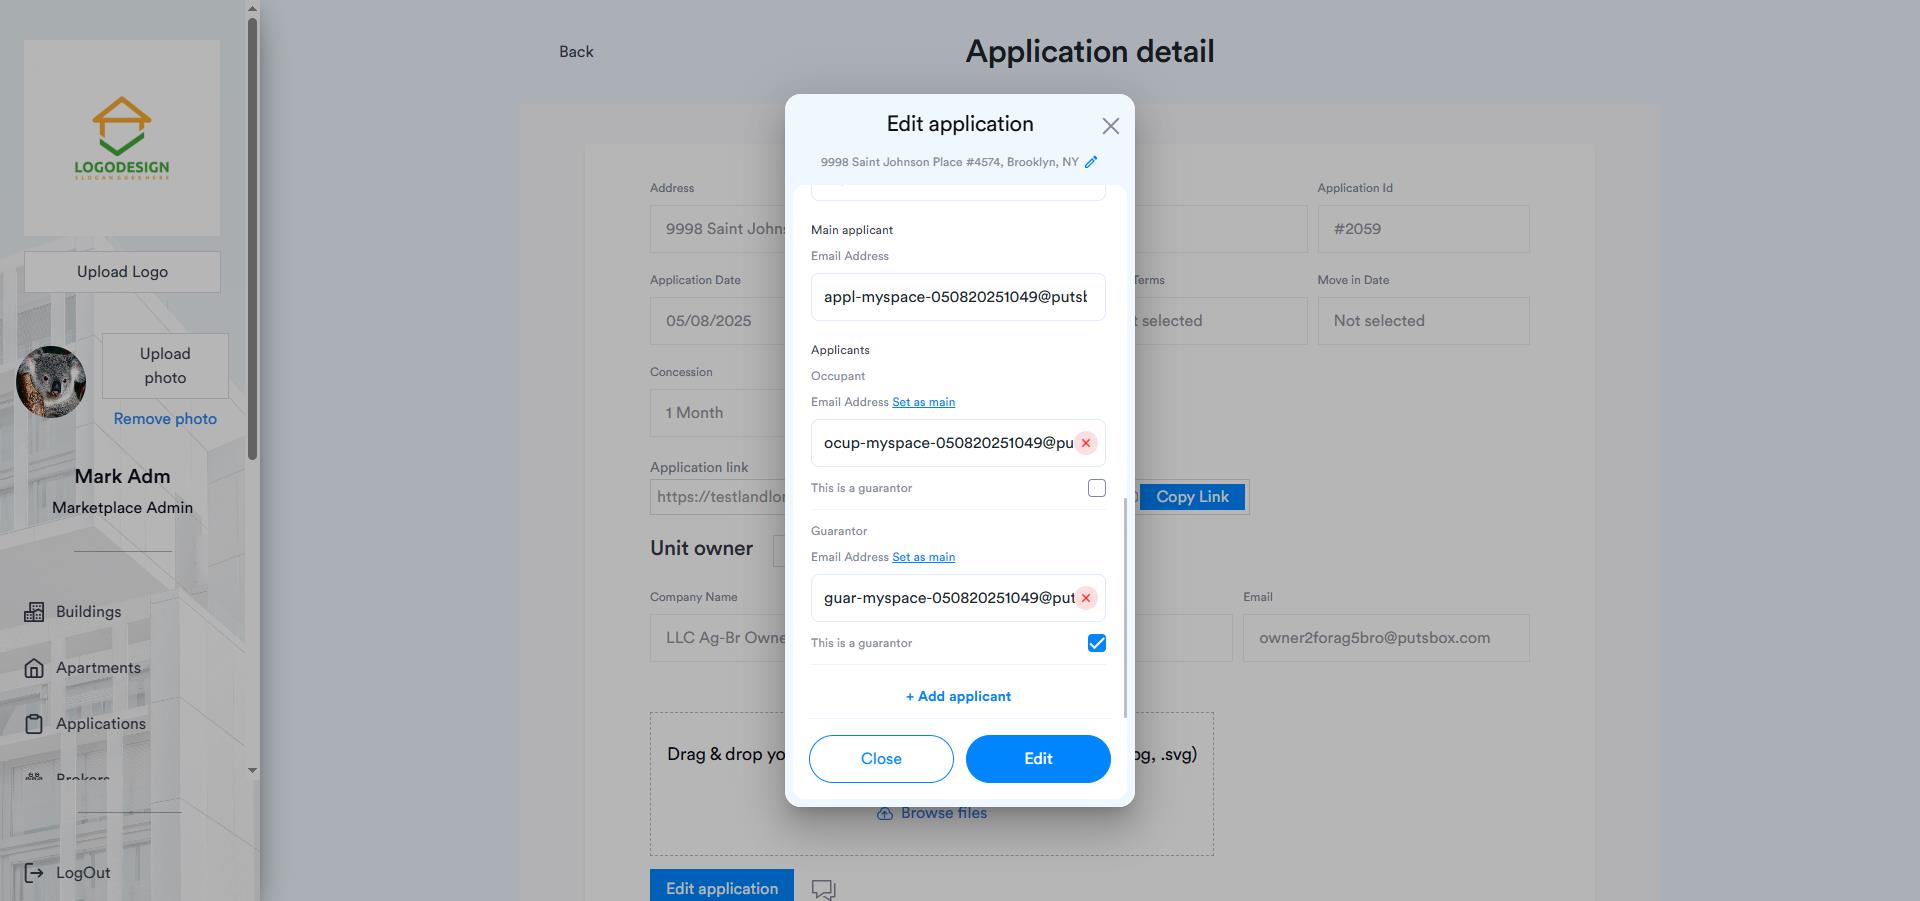 LOGODESIGN
SLOGAN GOES HERE
Upload Logo
Upload
photo
Remove photo
Mark Adm
Marketplace Admin
Buildings
Apartments
Applications
Brokers
LogOut
Back
Application detail
Address
9998 Saint Johns
Application Id
#2059
Application Date
05/08/2025
Terms
t selected
Move in Date
Not selected
Concession
1 Month
Application link
https://testlandlor
Copy Link
Unit owner
Company Name
LLC Ag-Br Owne
Email
owner2forag5bro@putsbox.com
Drag & drop yo
og, .svg)
Browse files
Edit application
Edit application
9998 Saint Johnson Place #4574, Brooklyn, NY
Main applicant
Email Address
appl-myspace-050820251049@putsb
Applicants
Occupant
Email Address Set as main
ocup-myspace-050820251049@pu
This is a guarantor
Guarantor
Email Address Set as main
guar-myspace-050820251049@put
This is a guarantor
+ Add applicant
Close
Edit